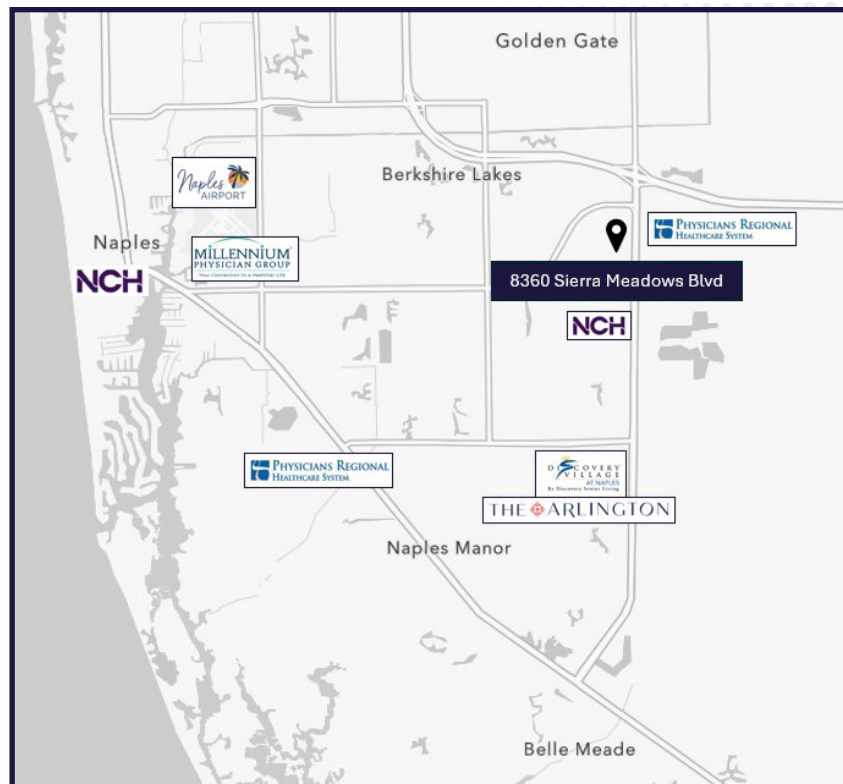 Golden Gate
Berkshire Lakes
Naples
AIRPORT
Naples
MILLENNIUM
PHYSICIAN GROUP
Your Connection to a Healthier Life
PHYSICIANS REGIONAL
HEALTHCARE SYSTEM
NCH
8360 Sierra Meadows Blvd
NCH
PHYSICIANS REGIONAL
HEALTHCARE SYSTEM
DISCOVERY
VILLAGE
AT NAPLES
By Discovery Senior Living
THE ARLINGTON
Naples Manor
Belle Meade